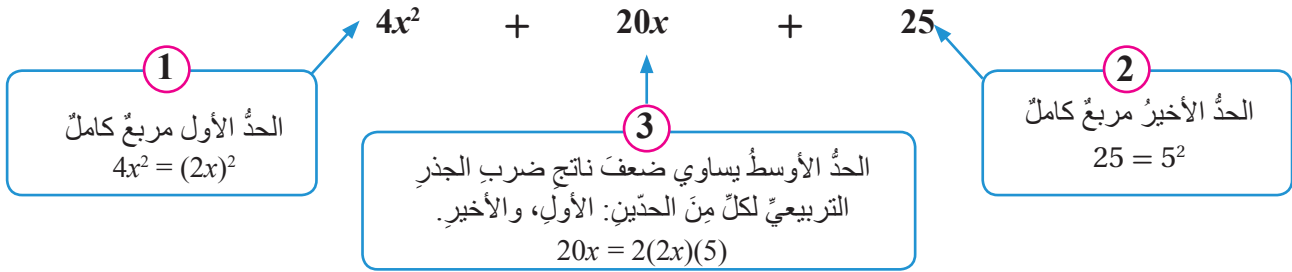 4x² + 20x + 25
1
الحدُّ الأول مربعٌ كاملٌ
4x² = (2x)²
2
الحدُّ الأخيرُ مربعٌ كاملٌ
25 = 5²
3
الحدُّ الأوسطُ يساوي ضعفَ ناتجِ ضربِ الجذرِ
التربيعيِّ لكلِّ مِنَ الحدّينِ: الأولِ، والأخيرِ.
20x = 2(2x)(5)